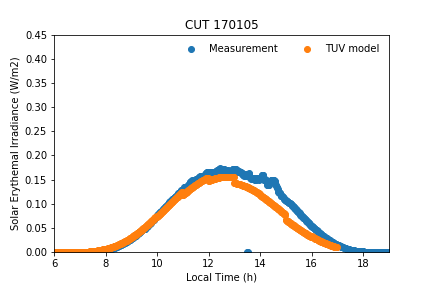 CUT 170105
Measurement
TUV model
Solar Erythemal Irradiance (W/m2)
0.45
0.40
0.35
0.30
0.25
0.20
0.15
0.10
0.05
0.00
6 8 10 12 14 16 18
Local Time (h)